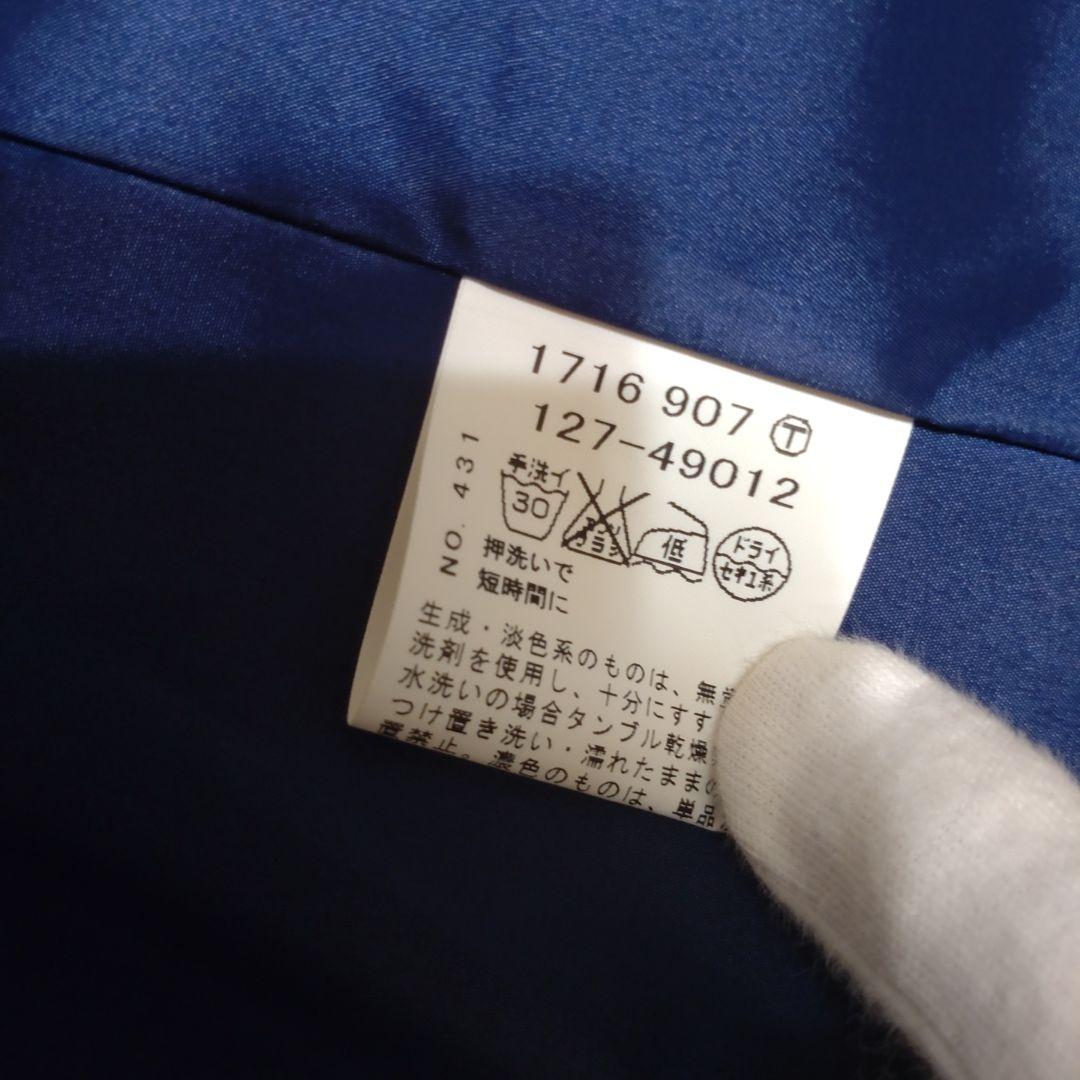 1716 907 Ⓣ
127-49012
NO. 431
手洗イ
30
低
ドライ
セキユ系
押洗いで
短時間に
生成・淡色系のものは、無
洗剤を使用し、十分にすす
水洗いの場合タンブル乾燥
つけ置き洗い・濡れたままの
置禁止。濃色のものは、